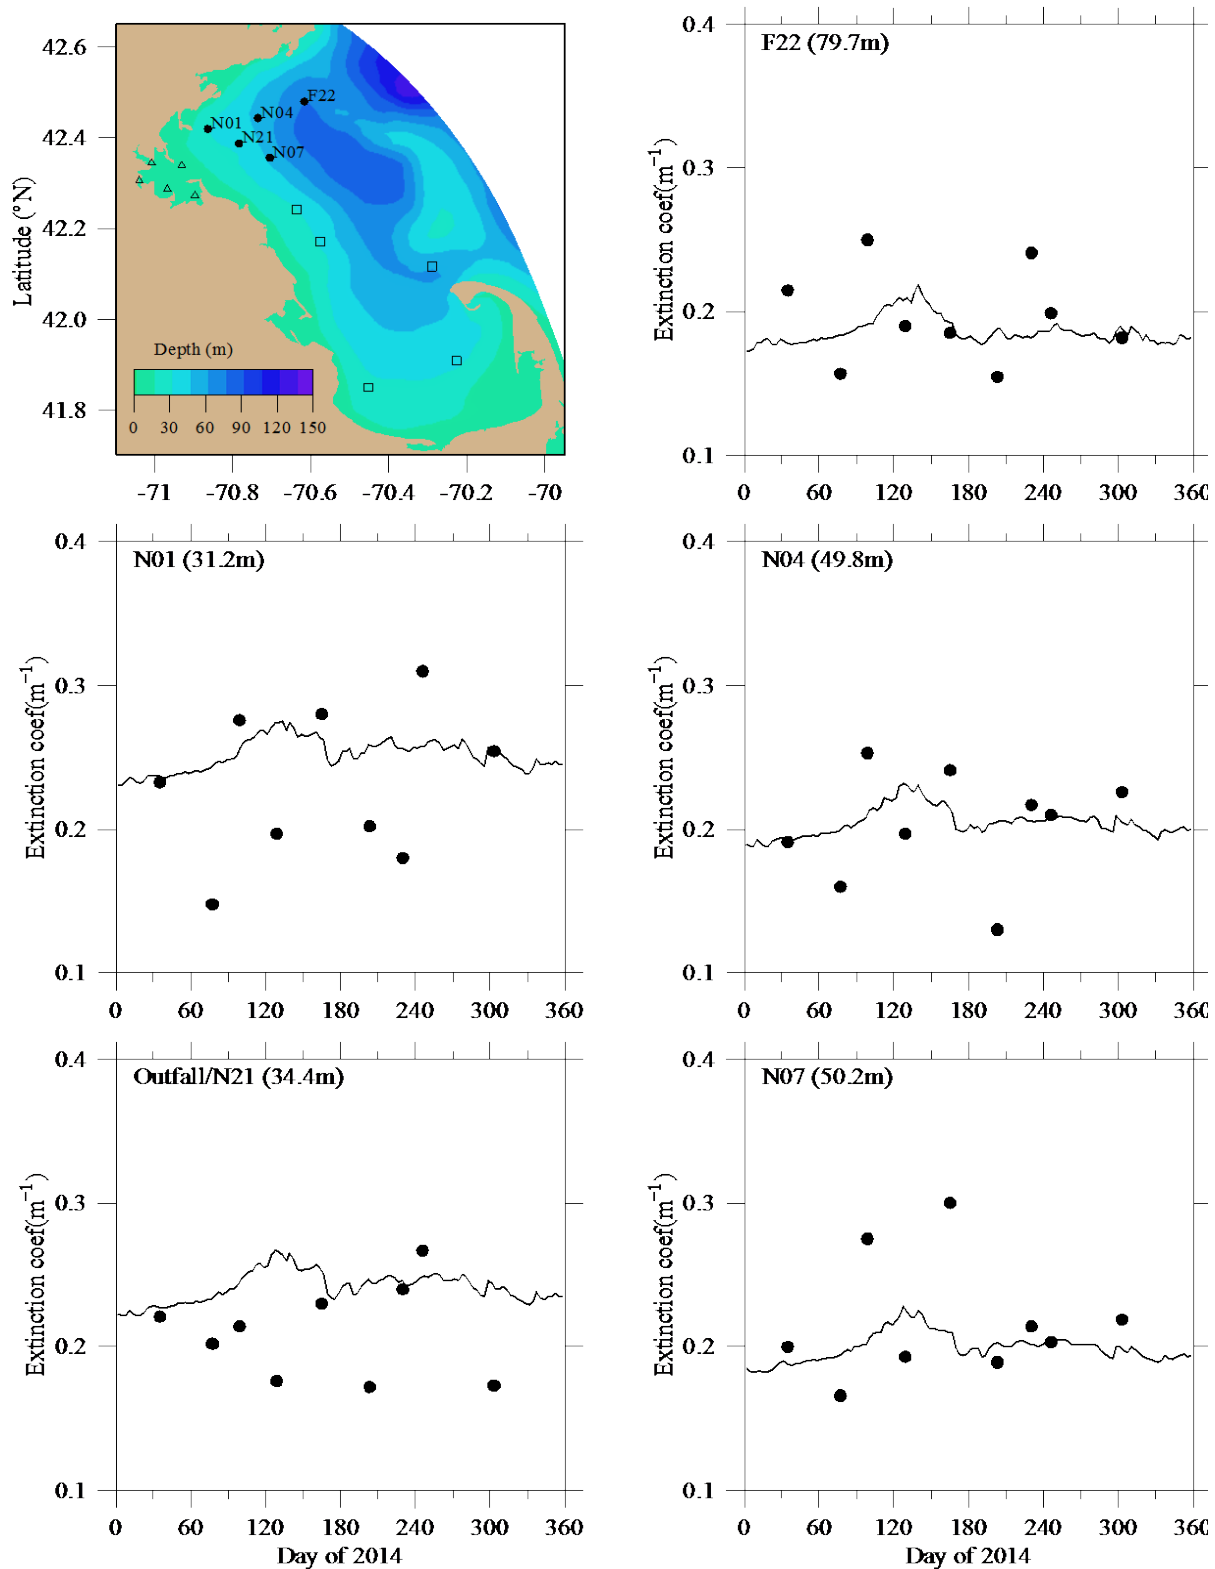 42.6
42.4
42.2
42.0
41.8
Latitude (°N)
F22
N04
N01
N21
N07
Depth (m)
0 30 60 90 120 150
-71 -70.8 -70.6 -70.4 -70.2 -70
F22 (79.7m)
0.4
0.3
0.2
0.1
Extinction coef(m⁻¹)
0 60 120 180 240 300 360
N01 (31.2m)
0.4
0.3
0.2
0.1
Extinction coef(m⁻¹)
0 60 120 180 240 300 360
N04 (49.8m)
0.4
0.3
0.2
0.1
Extinction coef(m⁻¹)
0 60 120 180 240 300 360
Outfall/N21 (34.4m)
0.4
0.3
0.2
0.1
Extinction coef(m⁻¹)
0 60 120 180 240 300 360
Day of 2014
N07 (50.2m)
0.4
0.3
0.2
0.1
Extinction coef(m⁻¹)
0 60 120 180 240 300 360
Day of 2014